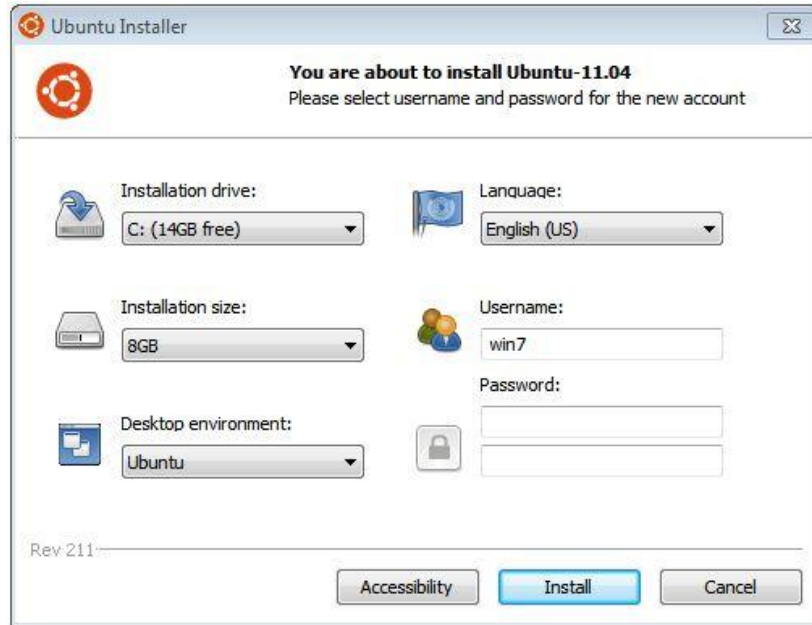 Ubuntu Installer
You are about to install Ubuntu-11.04
Please select username and password for the new account
Installation drive:
C: (14GB free)
Language:
English (US)
Installation size:
8GB
Username:
win7
Password:
Desktop environment:
Ubuntu
Rev 211
Accessibility
Install
Cancel